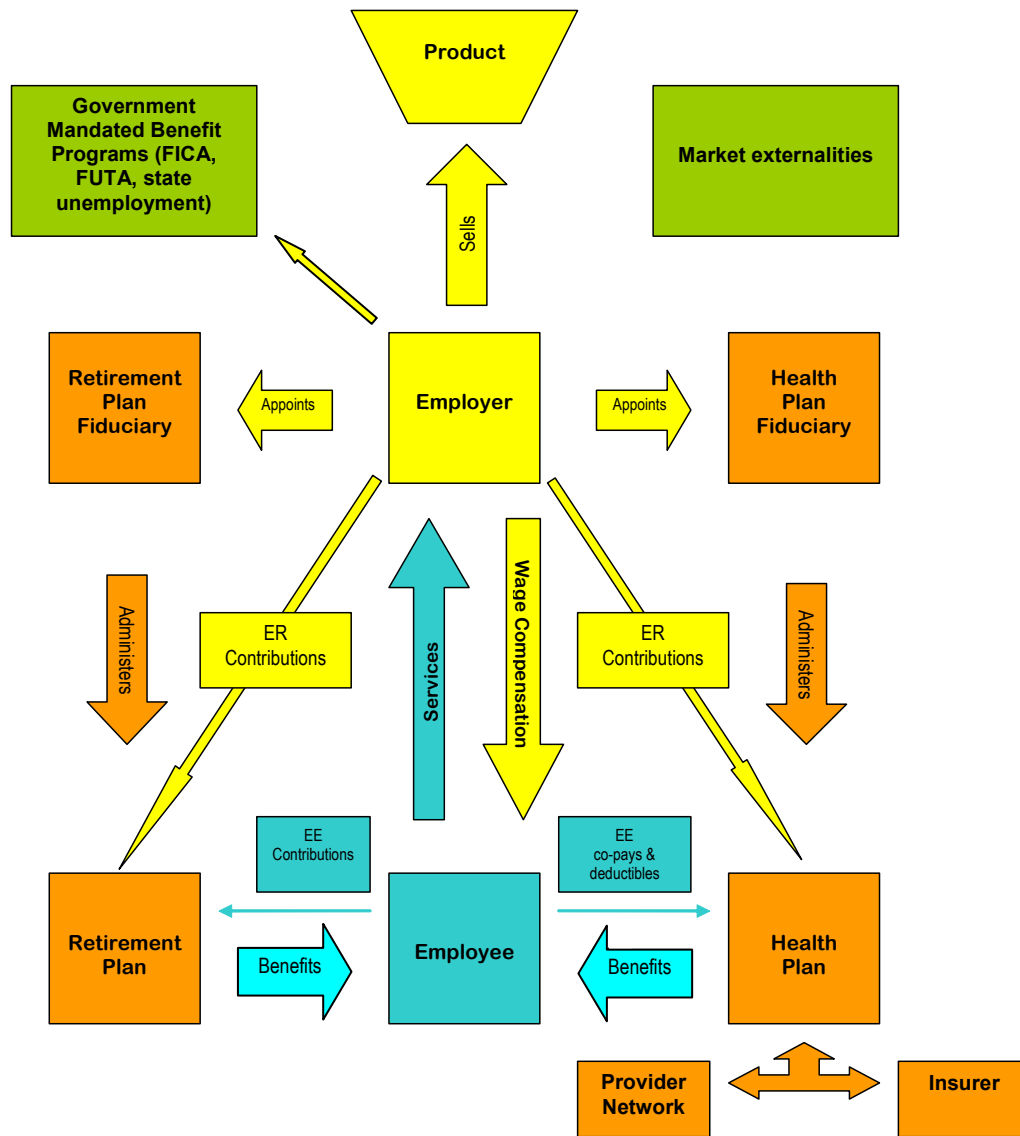 Product
Government
Mandated Benefit
Programs (FICA,
FUTA, state
unemployment)
Market externalities
Sells
Retirement
Plan
Fiduciary
Appoints
Employer
Appoints
Health
Plan
Fiduciary
Administers
ER
Contributions
Services
Wage Compensation
ER
Contributions
Administers
EE
Contributions
EE
co-pays &
deductibles
Retirement
Plan
Benefits
Employee
Benefits
Health
Plan
Provider
Network
Insurer